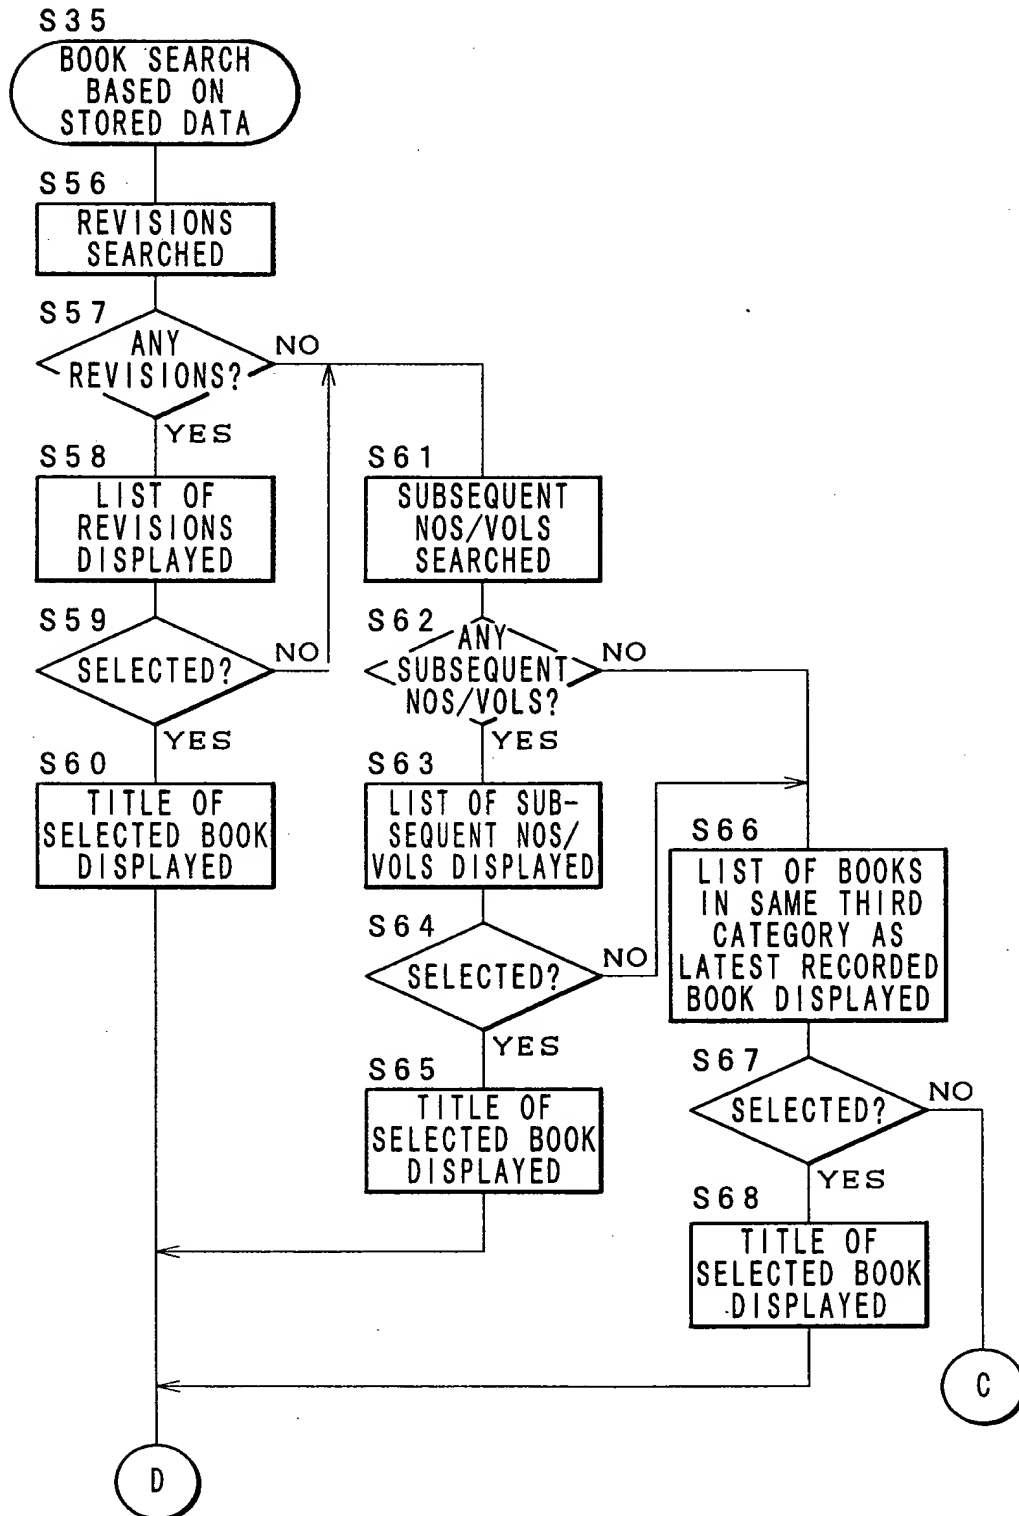 S35
BOOK SEARCH
BASED ON
STORED DATA
S56
REVISIONS
SEARCHED
S57
ANY
REVISIONS?
NO
YES
S58
LIST OF
REVISIONS
DISPLAYED
S59
SELECTED?
NO
YES
S60
TITLE OF
SELECTED BOOK
DISPLAYED
S61
SUBSEQUENT
NOS/VOLS
SEARCHED
S62
ANY
SUBSEQUENT
NOS/VOLS?
NO
YES
S63
LIST OF SUB-
SEQUENT NOS/
VOLS DISPLAYED
S64
SELECTED?
NO
YES
S65
TITLE OF
SELECTED BOOK
DISPLAYED
S66
LIST OF BOOKS
IN SAME THIRD
CATEGORY AS
LATEST RECORDED
BOOK DISPLAYED
S67
SELECTED?
NO
YES
S68
TITLE OF
SELECTED BOOK
DISPLAYED
C
D